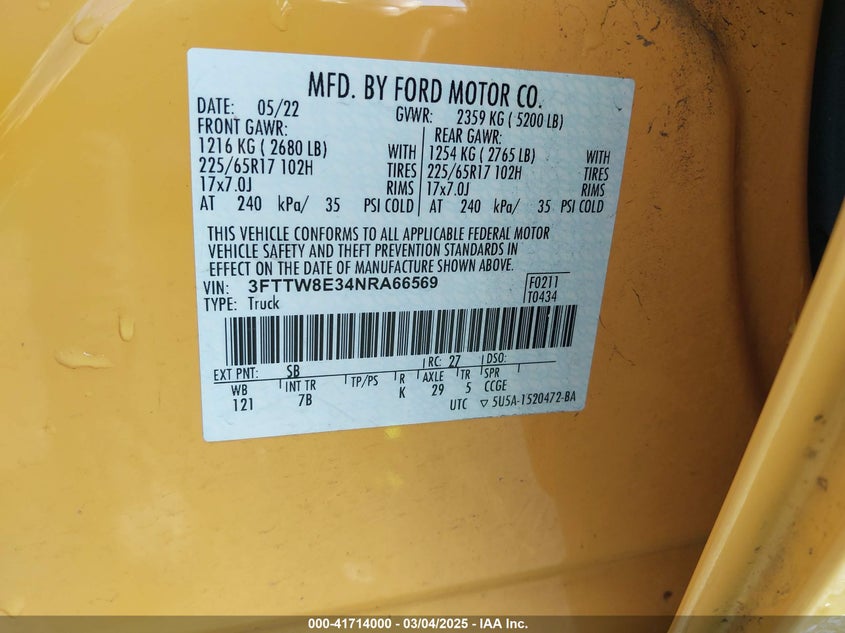 MFD. BY FORD MOTOR CO.
DATE: 05/22 GVWR: 2359 KG ( 5200 LB)
FRONT GAWR: REAR GAWR:
1216 KG ( 2680 LB) WITH 1254 KG ( 2765 LB) WITH
225/65R17 102H TIRES 225/65R17 102H TIRES
17x7.0J RIMS 17x7.0J RIMS
AT 240 kPa/ 35 PSI COLD AT 240 kPa/ 35 PSI COLD
THIS VEHICLE CONFORMS TO ALL APPLICABLE FEDERAL MOTOR
VEHICLE SAFETY AND THEFT PREVENTION STANDARDS IN
EFFECT ON THE DATE OF MANUFACTURE SHOWN ABOVE.
VIN: 3FTTW8E34NRA66569 F0211
TYPE: Truck T0434
EXT PNT: SB RC: 27 DSO:
WB INT TR TP/PS R AXLE TR SPR
121 7B K 29 5 CCGE
UTC ▽ 5U5A-1520472-BA
000-41714000 - 03/04/2025 - IAA Inc.